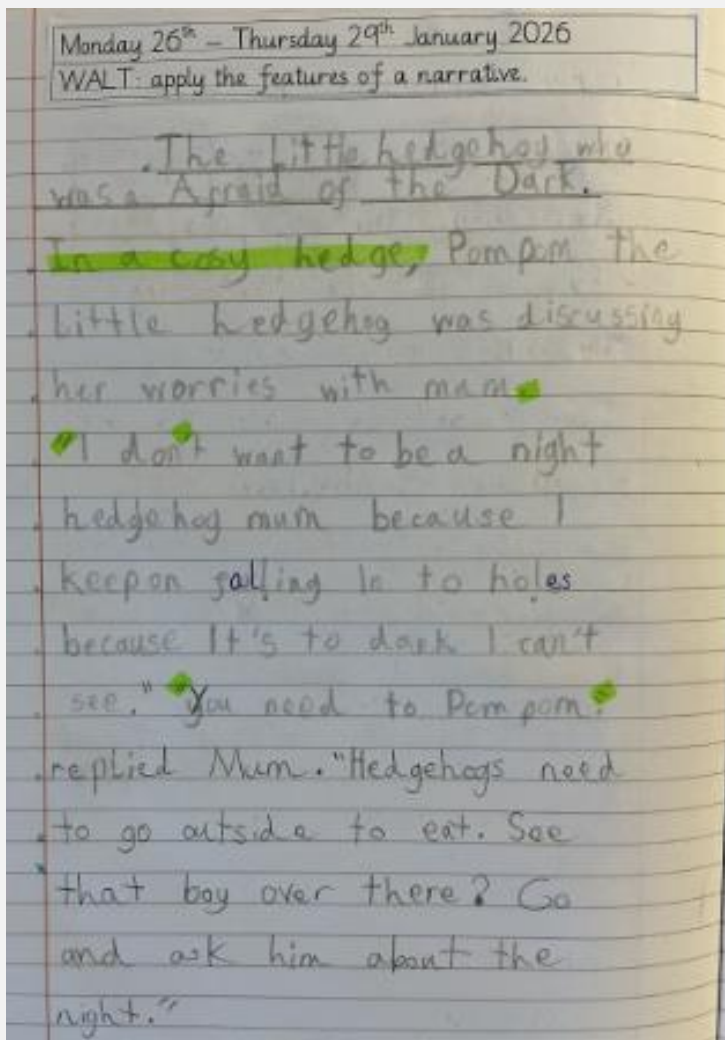 Monday 26th – Thursday 29th January 2026
WALT: apply the features of a narrative.
The Little hedgehog who
was a Afraid of the Dark.
In a cosy hedge, Pompom the
Little hedgehog was discussing
her worries with mum.
"I don't want to be a night
hedgehog mum because I
keep on falling in to holes
because It's to dark I can't
see." "You need to Pompom."
replied Mum. "Hedgehogs need
to go outside to eat. See
that boy over there? Go
and ask him about the
night."